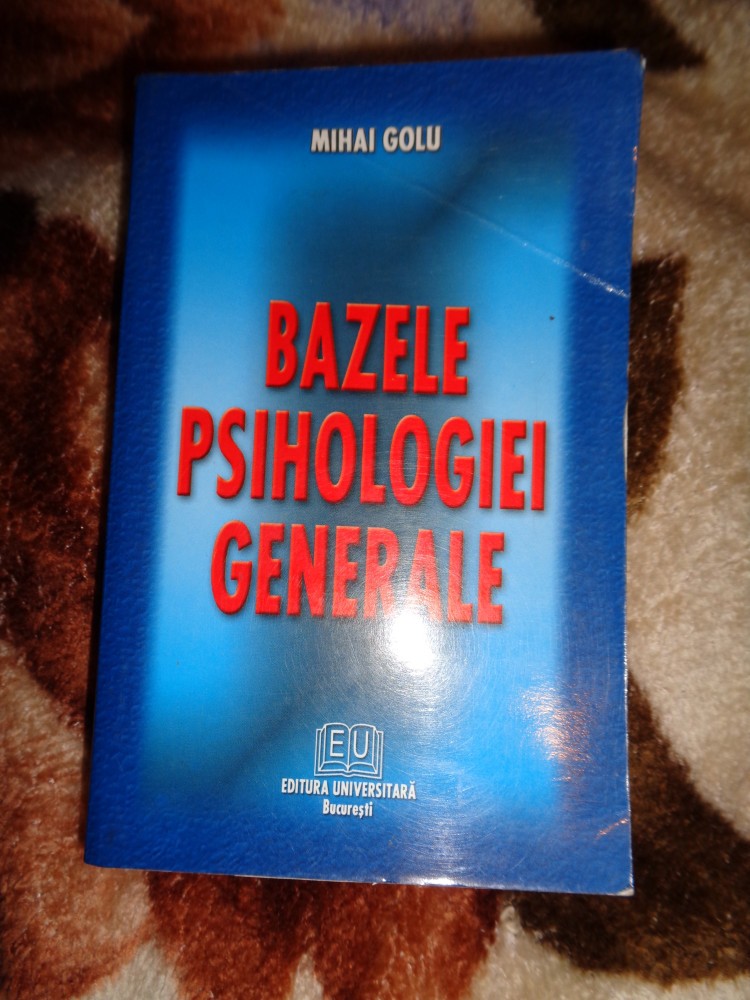 MIHAI GOLU
BAZELE
PSIHOLOGIEI
GENERALE
EU
EDITURA UNIVERSITARĂ
București